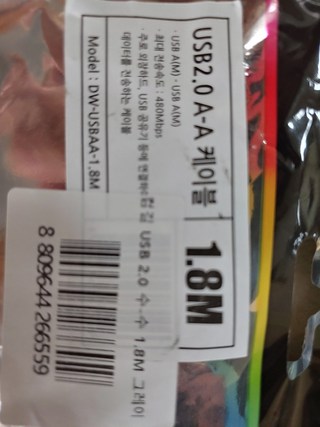 USB2.0 A-A 케이블
1.8M
· USB A(M) - USB A(M)
· 최대 전송속도 : 480Mbps
· 주로 외장하드, USB 공유기 등에 연결하여
데이터를 전송하는 케이블
Model : DW-USBAA-1.8M
USB 2.0 수-수 1.8M 그레이
8 809644 266559